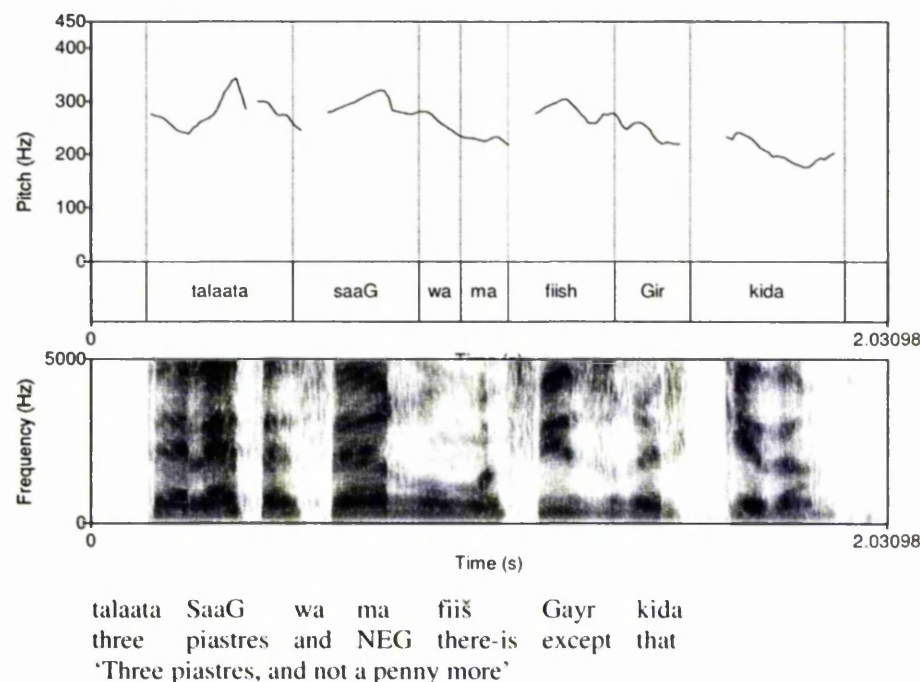 450
400
300
200
100
0
Pitch (Hz)
talaata saaG wa ma fiish Gir kida
0 2.03098
Time (s)
5000
Frequency (Hz)
0
0 2.03098
Time (s)
talaata SaaG wa ma fiiš Gayr kida
three piastres and NEG there-is except that
‘Three piastres, and not a penny more’